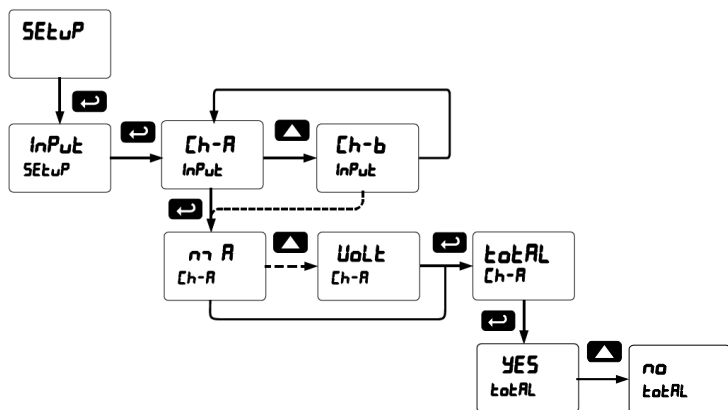 SEtuP
InPut
SEtuP
Ch-A
InPut
Ch-b
InPut
mA
Ch-A
VoLt
Ch-A
totAL
Ch-A
YES
totAL
no
totAL